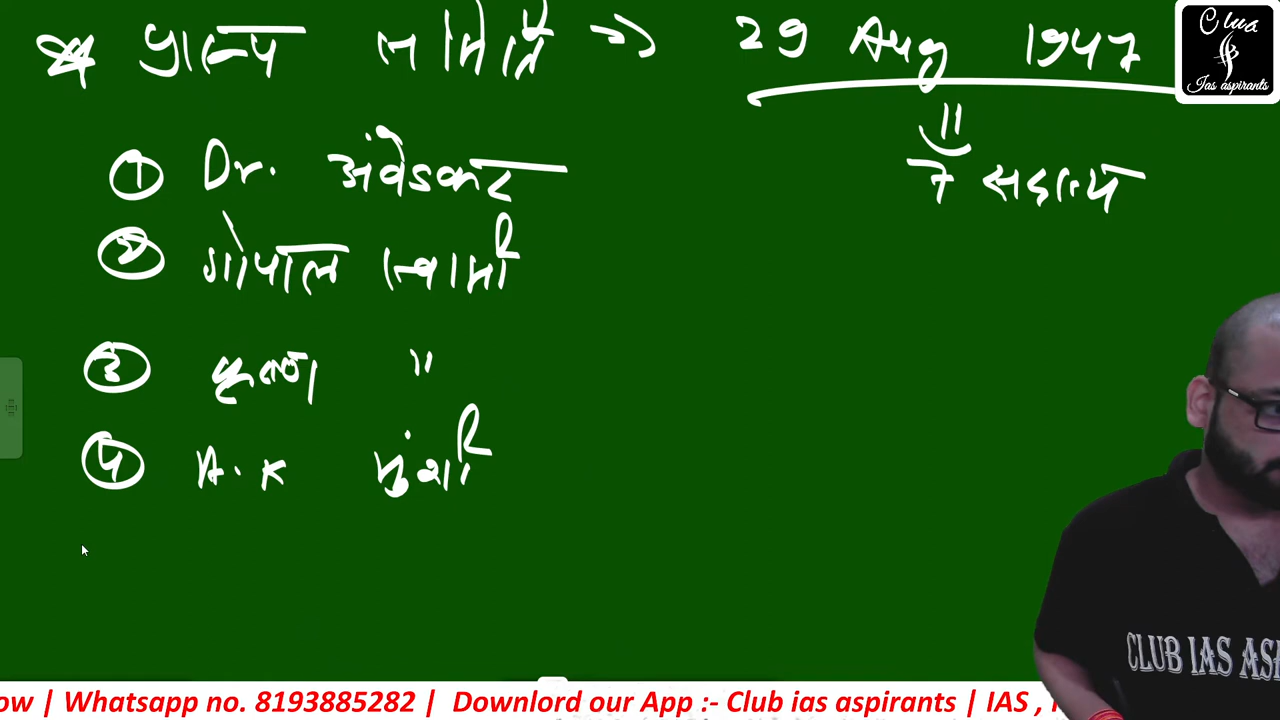 प्रारूप समिति => 29 Aug 1947
7 सदस्य
① Dr. अंबेडकर
② गोपाल स्वामी
③ कृष्णा "
④ A. K मुंशी
Club
Ias aspirants
CLUB IAS ASP
ow | Whatsapp no. 8193885282 | Downlord our App :- Club ias aspirants | IAS ,